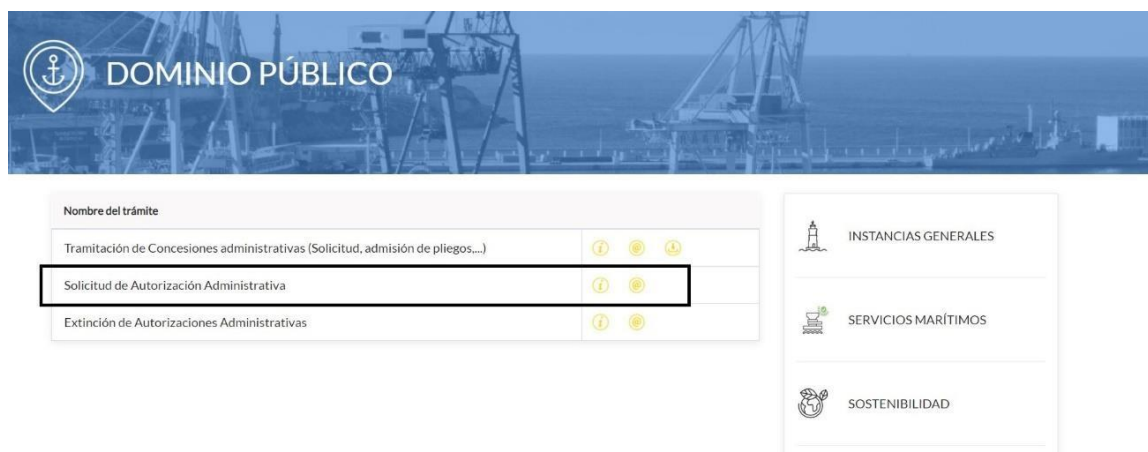 DOMINIO PÚBLICO
Nombre del trámite
Tramitación de Concesiones administrativas (Solicitud, admisión de pliegos,...)
Solicitud de Autorización Administrativa
Extinción de Autorizaciones Administrativas
INSTANCIAS GENERALES
SERVICIOS MARÍTIMOS
SOSTENIBILIDAD